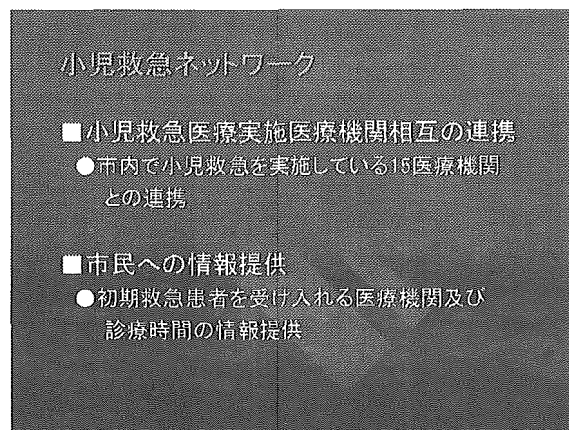 小児救急ネットワーク
■小児救急医療実施医療機関相互の連携
●市内で小児救急を実施している15医療機関
との連携
■市民への情報提供
●初期救急患者を受け入れる医療機関及び
診療時間の情報提供